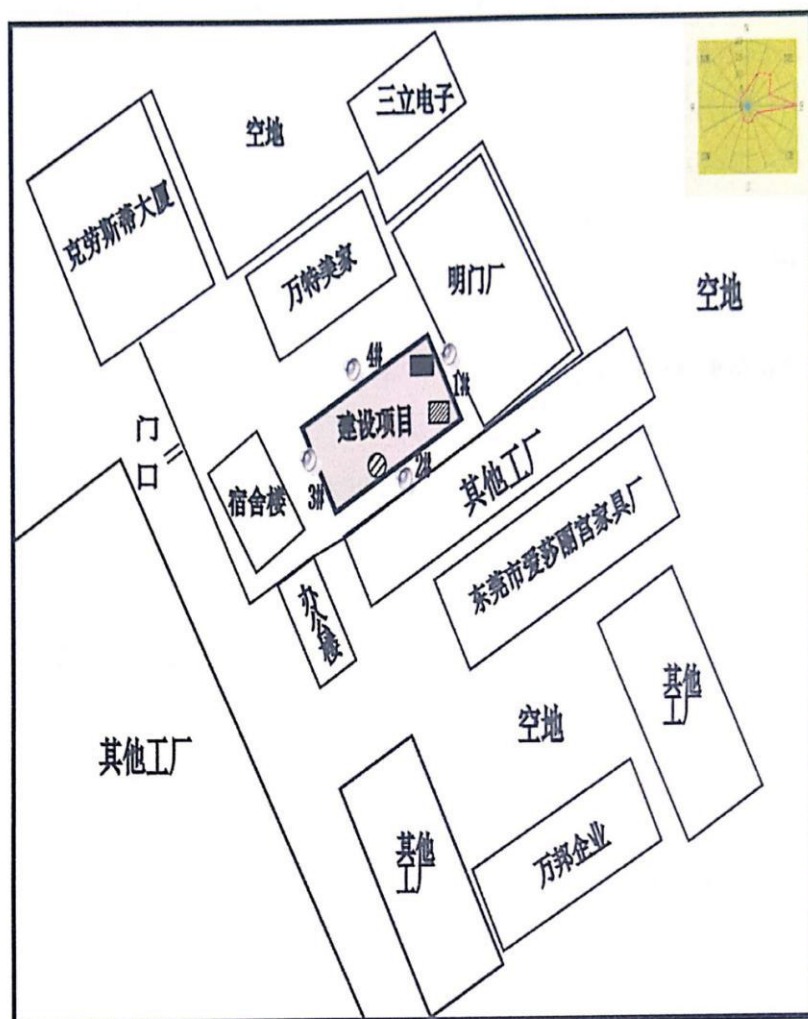 N
三立电子
空地
克劳斯蒂大厦
万特美家
明门厂
空地
4#
1#
建设项目
门口
宿舍楼
3#
2#
其他工厂
东莞市爱莎丽宫家具厂
办公楼
其他工厂
空地
其他工厂
其他工厂
万邦企业